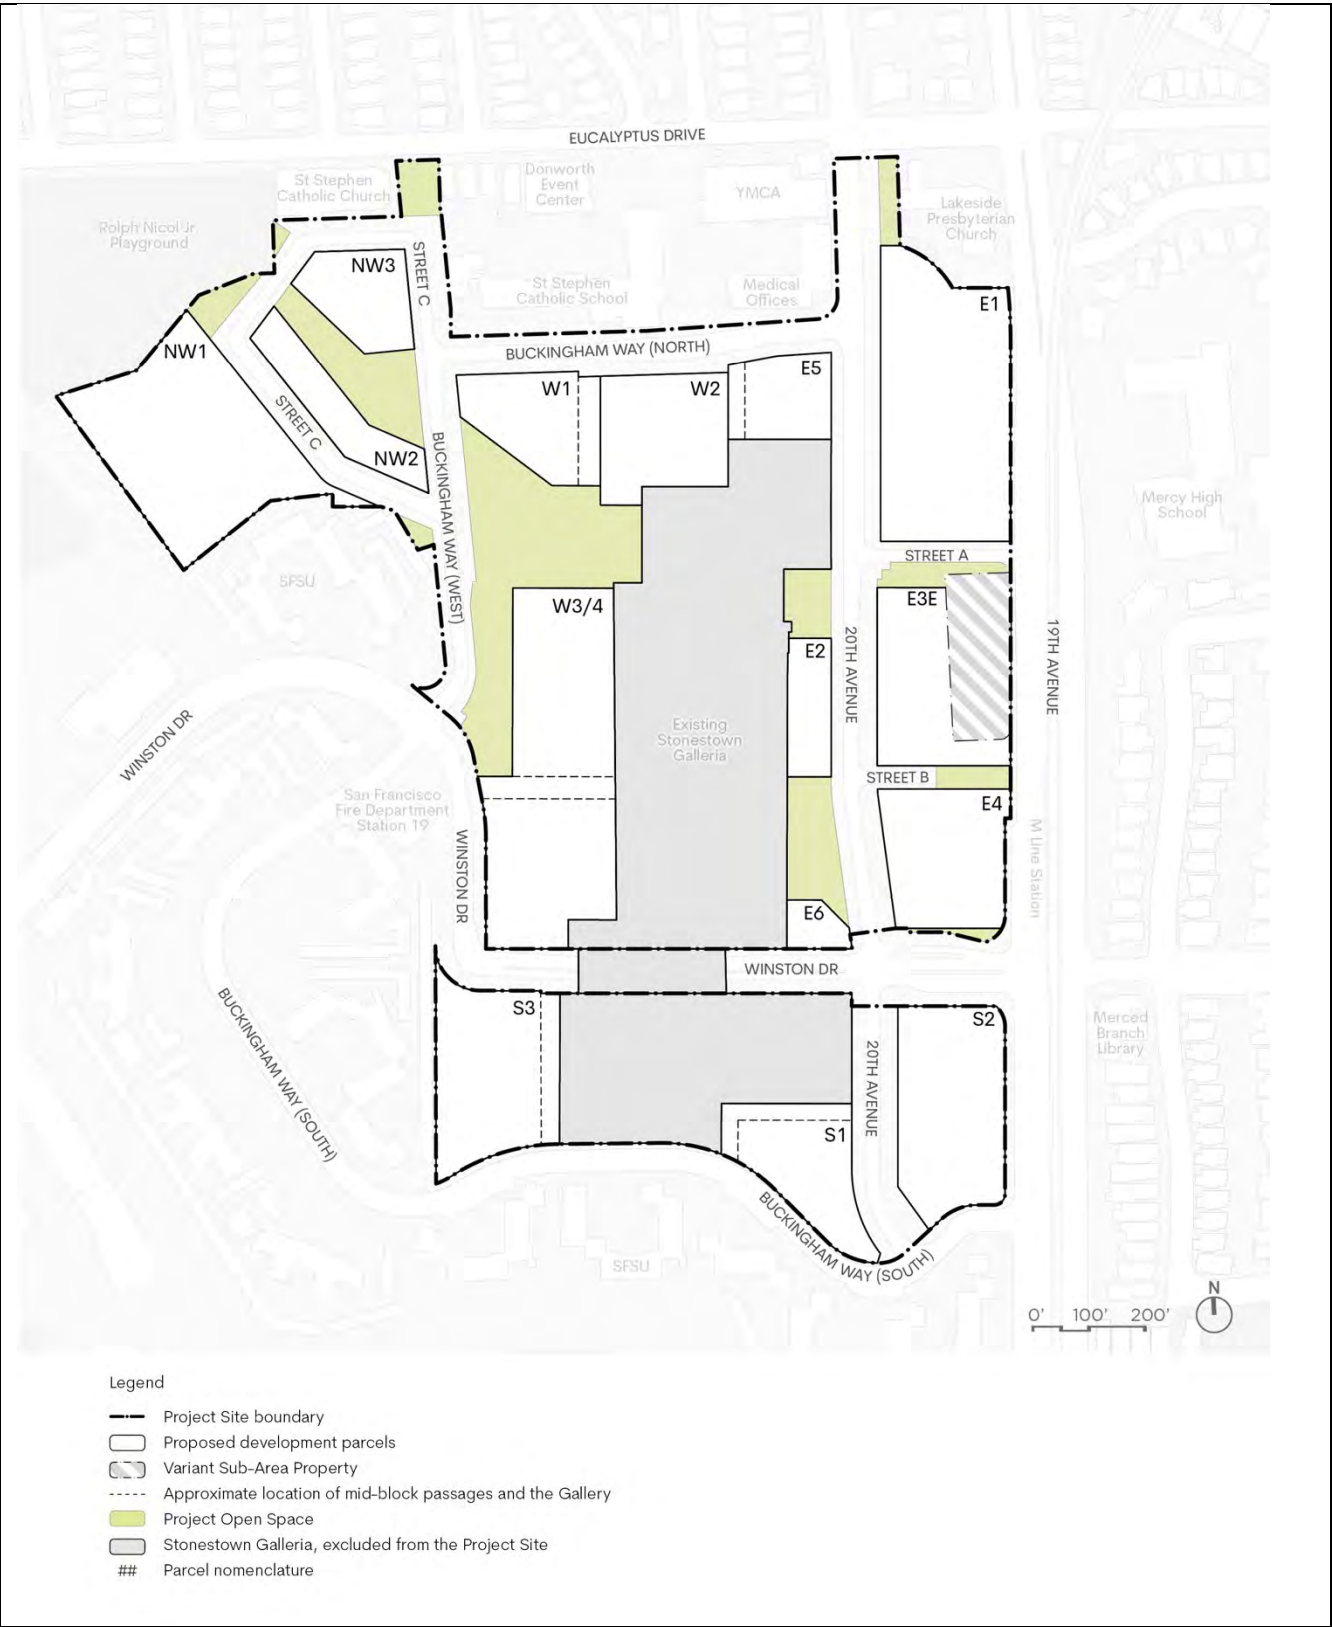 EUCALYPTUS DRIVE
St Stephen
Catholic Church
Donworth
Event
Center
YMCA
Lakeside
Presbyterian
Church
Rolph Nicol Jr.
Playground
NW3
STREET C
St Stephen
Catholic School
Medical
Offices
E1
NW1
BUCKINGHAM WAY (NORTH)
W1
W2
E5
STREET C
NW2
BUCKINGHAM WAY (WEST)
Mercy High
School
SFSU
STREET A
W3/4
E3E
E2
20TH AVENUE
19TH AVENUE
Existing
Stonestown
Galleria
WINSTON DR
STREET B
San Francisco
Fire Department
Station 19
E4
WINSTON DR
M Line Station
E6
WINSTON DR
S3
S2
BUCKINGHAM WAY (SOUTH)
20TH AVENUE
Merced
Branch
Library
S1
BUCKINGHAM WAY (SOUTH)
SFSU
N
0' 100' 200'
Legend
Project Site boundary
Proposed development parcels
Variant Sub-Area Property
Approximate location of mid-block passages and the Gallery
Project Open Space
Stonestown Galleria, excluded from the Project Site
## Parcel nomenclature